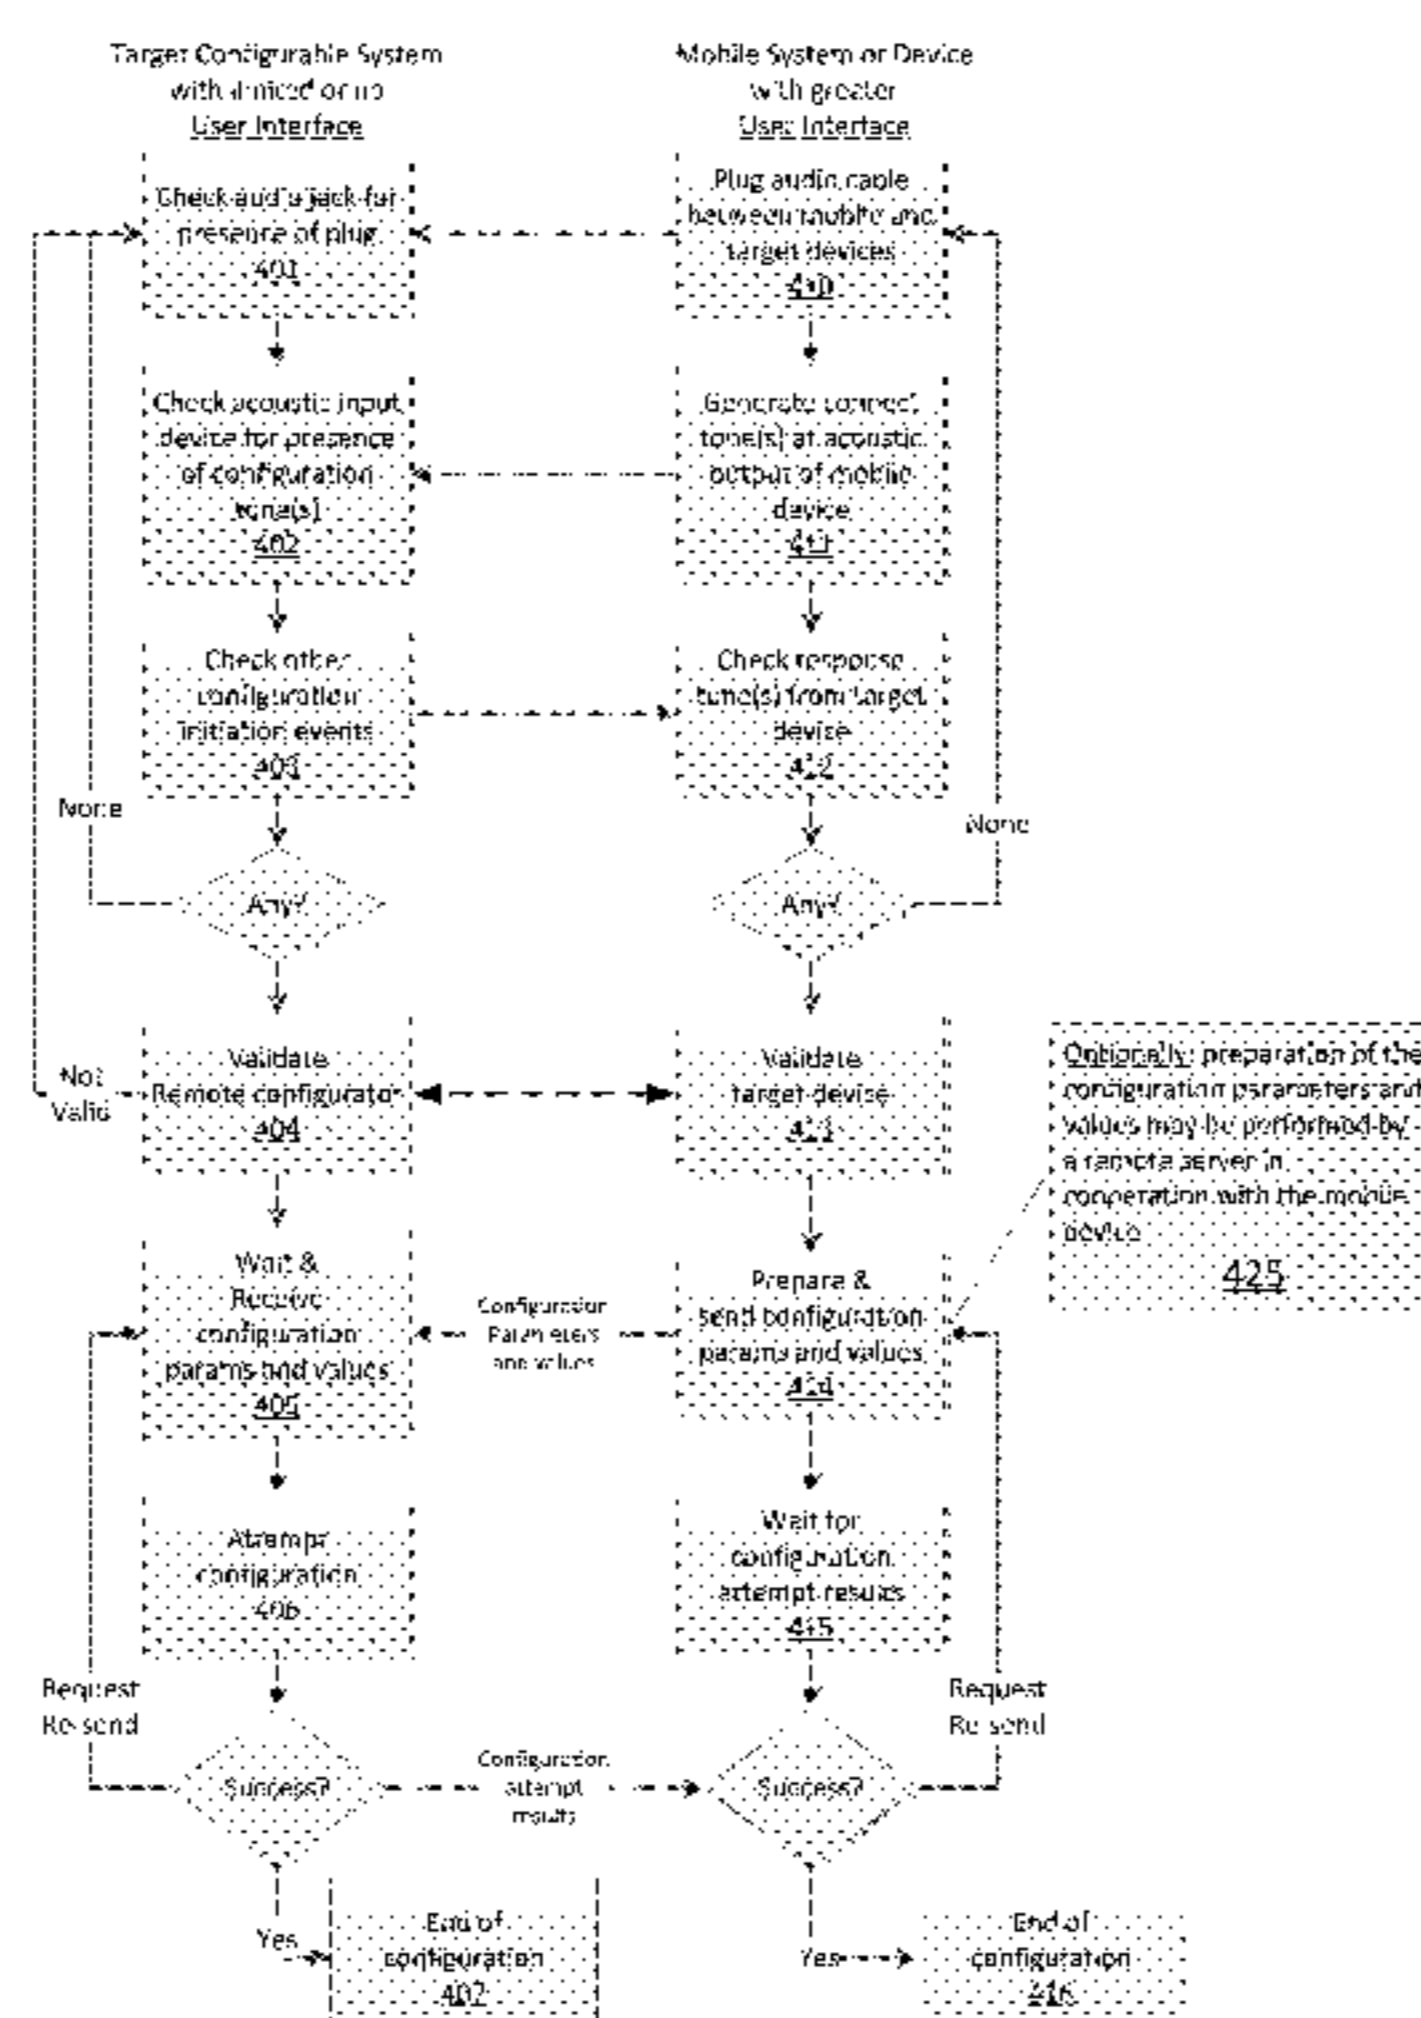 Target Configurable System
with limited or no
User Interface
Mobile System or Device
with greater
User Interface
Check audio jack for
presence of plug
401
Plug audio cable
between mobile and
target devices
410
Check acoustic input
device for presence
of configuration
tone(s)
402
Generate connect
tone(s) at acoustic
output of mobile
device
411
Check other
configuration
initiation events
403
Check response
tone(s) from target
device
412
None
None
Any?
Any?
Not
Valid
Validate
Remote configurator
404
Validate
target device
413
Optionally: preparation of the
configuration parameters and
values may be performed by
a remote server in
cooperation with the mobile
device
425
Wait &
Receive
configuration
params and values
405
Configuration
Parameters
and values
Prepare &
send configuration
params and values
414
Attempt
configuration
406
Wait for
configuration
attempt results
415
Request
Re-send
Request
Re-send
Success?
Configuration
attempt
results
Success?
Yes
End of
configuration
407
Yes
End of
configuration
416